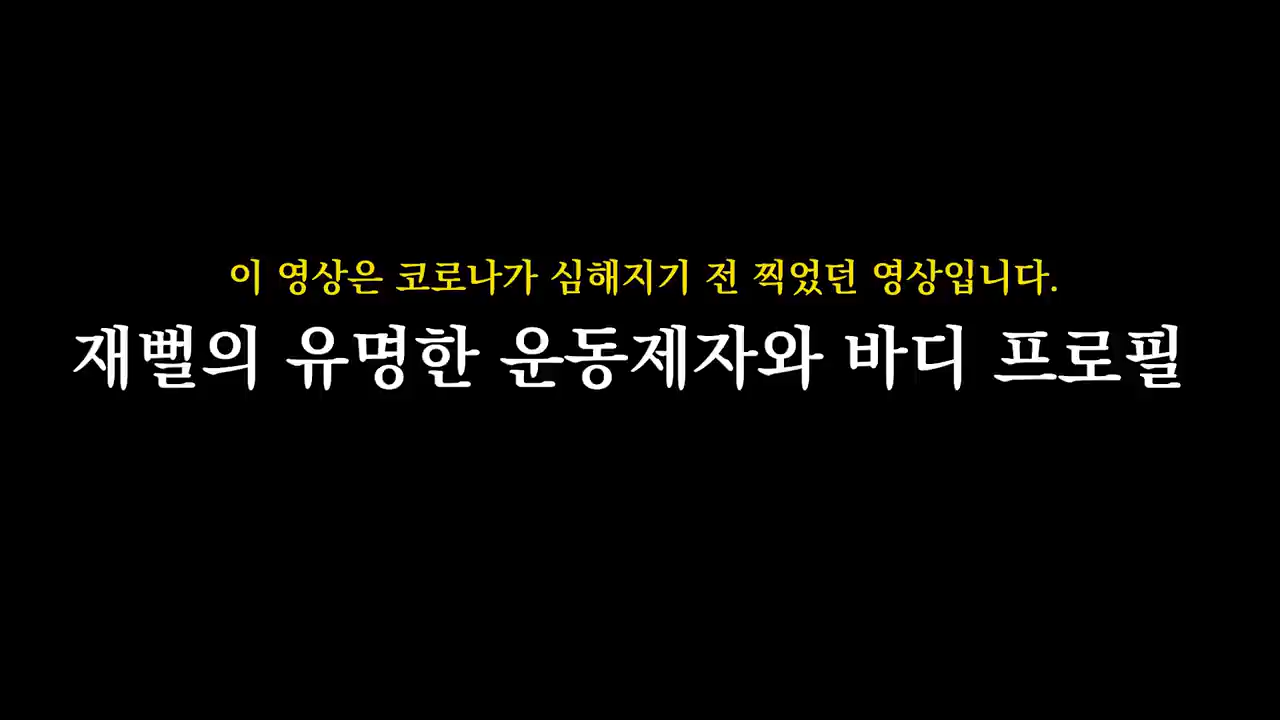 이 영상은 코로나가 심해지기 전 찍었던 영상입니다.
재뻘의 유명한 운동제자와 바디 프로필